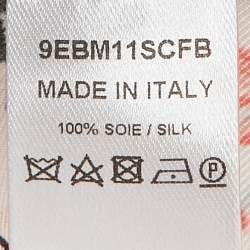 9EBM11SCFB
MADE IN ITALY
100% SOIE / SILK
P